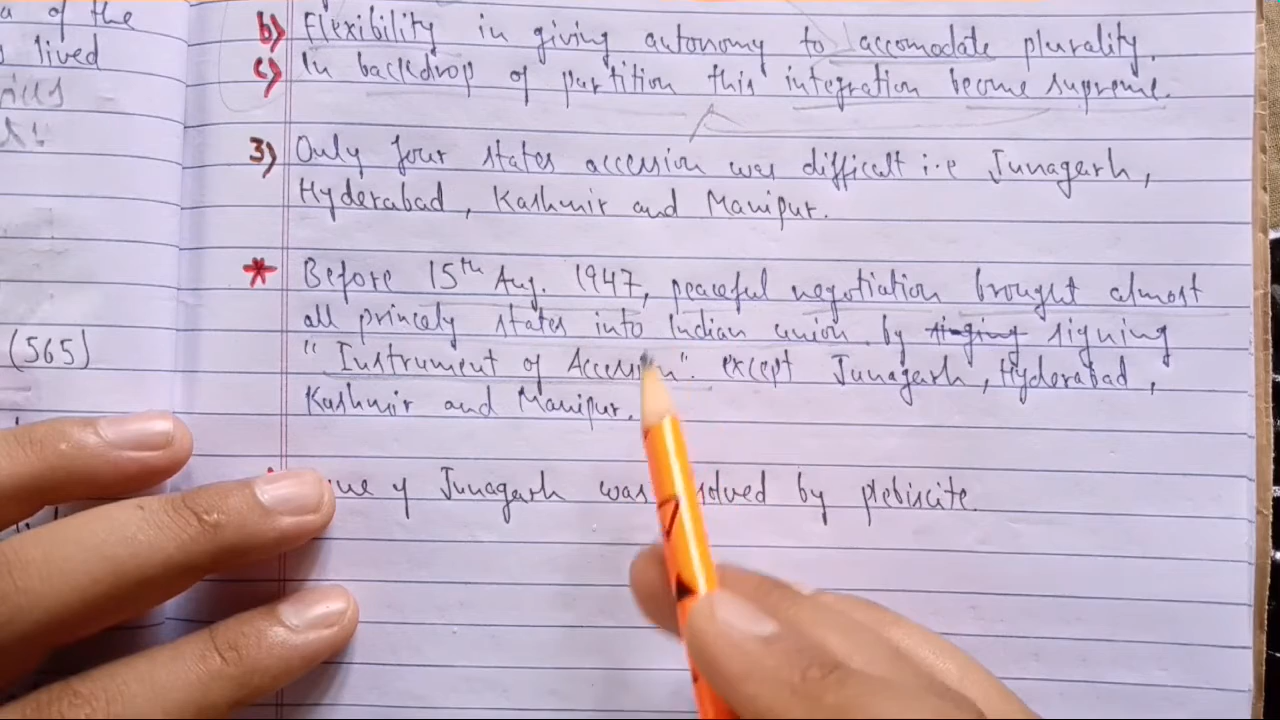 a of the
lived
b) Flexibility in giving autonomy to accomodate plurality.
c) In backdrop of partition this integration become supreme.
3) Only four states accession was difficult i.e Junagarh,
Hyderabad, Kashmir and Manipur.
* Before 15th Aug. 1947, peaceful negotiation brought almost
all princely states into Indian union by signing
"Instrument of Accession". except Junagarh, Hyderabad,
(565)
Kashmir and Manipur.
of Junagarh was solved by plebiscite.